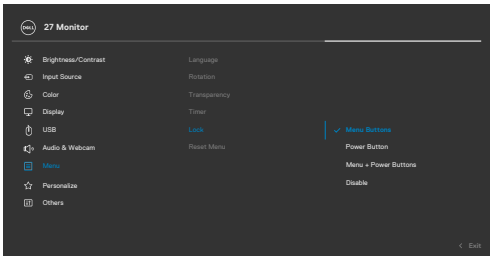 DELL
27 Monitor
Brightness/Contrast
Input Source
Color
Display
USB
Audio & Webcam
Menu
Personalize
Others
Language
Rotation
Transparency
Timer
Lock
Reset Menu
Menu Buttons
Power Button
Menu + Power Buttons
Disable
Exit